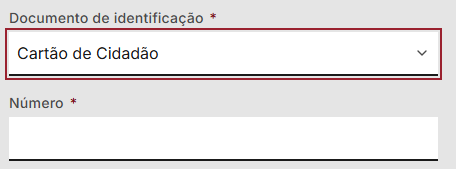 Documento de identificação *
Cartão de Cidadão
Número *